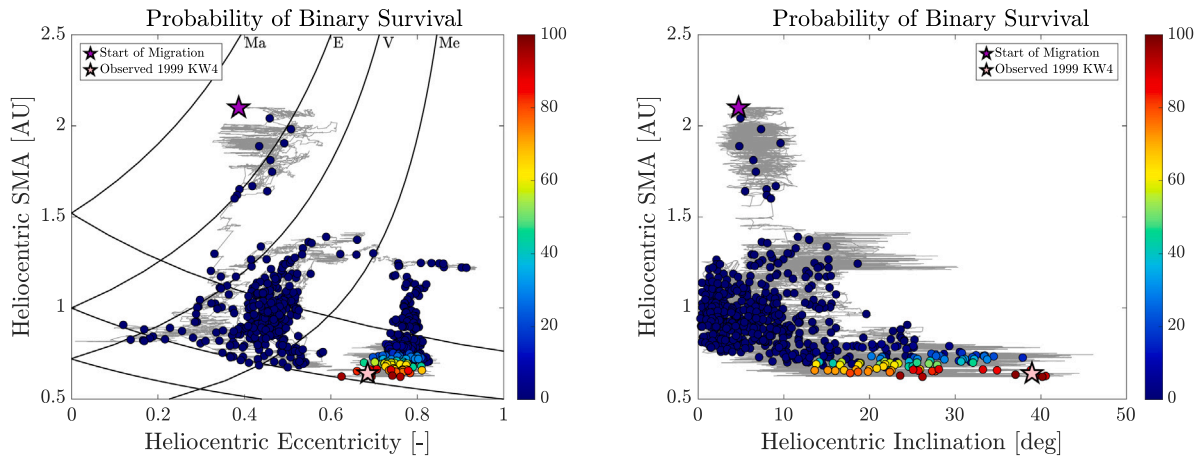 Probability of Binary Survival
Ma
E
V
Me
Start of Migration
Observed 1999 KW4
Heliocentric SMA [AU]
2.5
2
1.5
1
0.5
0
0.2
0.4
0.6
0.8
1
Heliocentric Eccentricity [-]
100
80
60
40
20
0
Probability of Binary Survival
Start of Migration
Observed 1999 KW4
Heliocentric SMA [AU]
2.5
2
1.5
1
0.5
0
10
20
30
40
50
Heliocentric Inclination [deg]
100
80
60
40
20
0